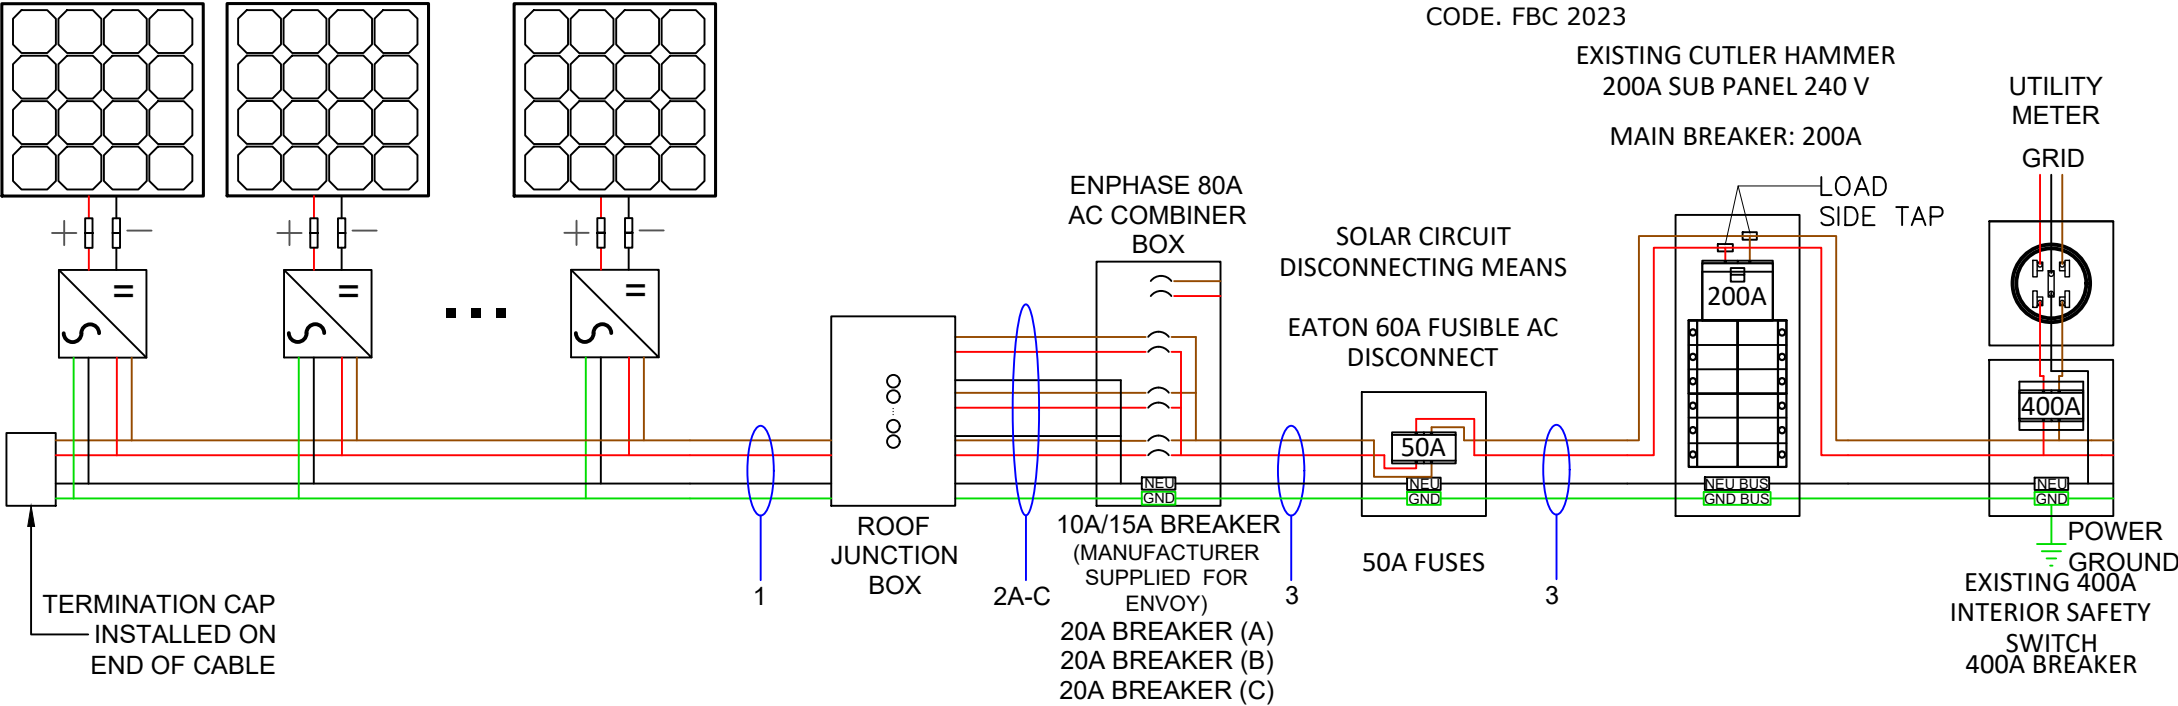 CODE. FBC 2023
EXISTING CUTLER HAMMER
200A SUB PANEL 240 V
MAIN BREAKER: 200A
UTILITY
METER
GRID
LOAD
SIDE TAP
ENPHASE 80A
AC COMBINER
BOX
SOLAR CIRCUIT
DISCONNECTING MEANS
EATON 60A FUSIBLE AC
DISCONNECT
200A
400A
50A
NEU
GND
NEU
GND
NEU BUS
GND BUS
NEU
GND
ROOF
JUNCTION
BOX
10A/15A BREAKER
(MANUFACTURER
SUPPLIED FOR
ENVOY)
20A BREAKER (A)
20A BREAKER (B)
20A BREAKER (C)
50A FUSES
POWER
GROUND
EXISTING 400A
INTERIOR SAFETY
SWITCH
400A BREAKER
1
2A-C
3
3
TERMINATION CAP
INSTALLED ON
END OF CABLE